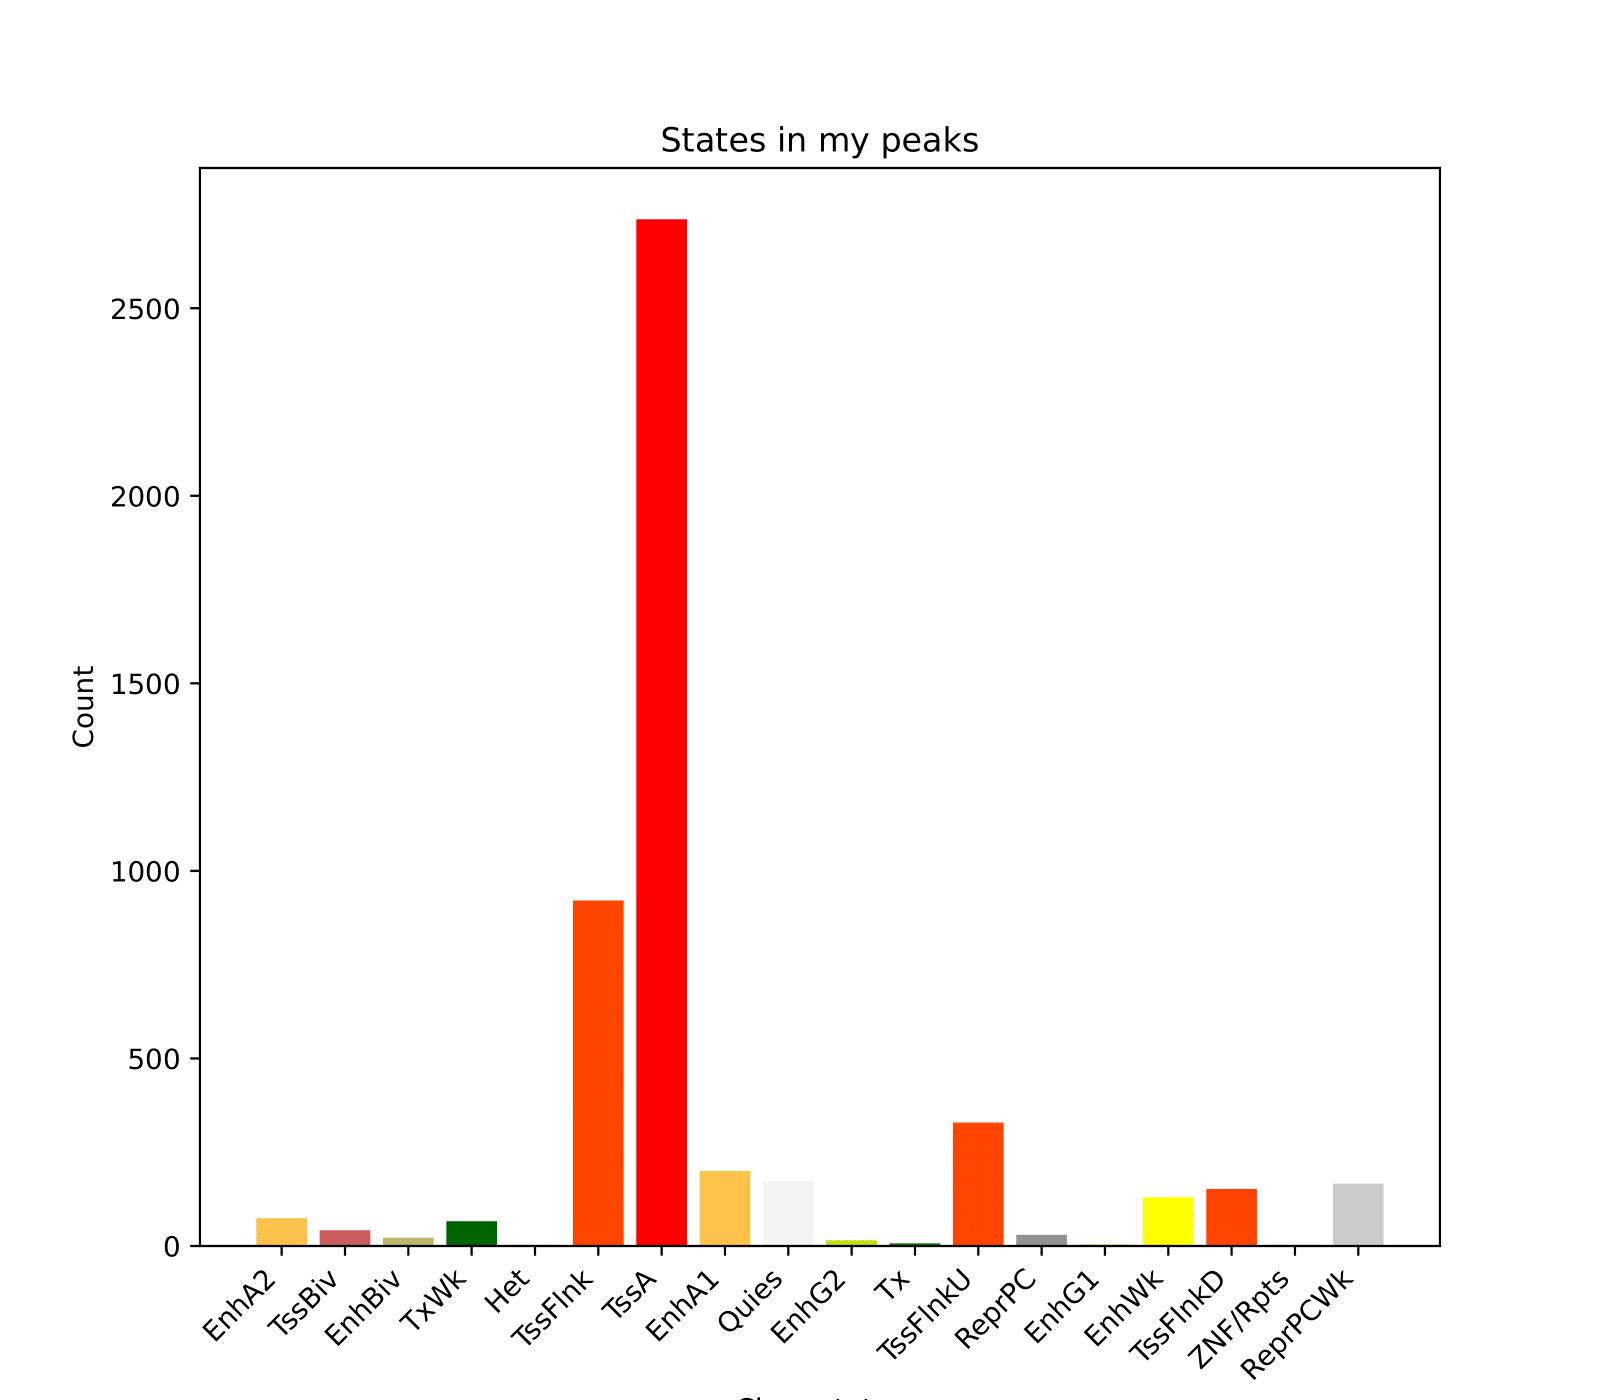 States in my peaks
2500
2000
1500
1000
500
0
Count
EnhA2
TssBiv
EnhBiv
TxWk
Het
TssFlnk
TssA
EnhA1
Quies
EnhG2
Tx
TssFlnkU
ReprPC
EnhG1
EnhWk
TssFlnkD
ZNF/Rpts
ReprPCWk